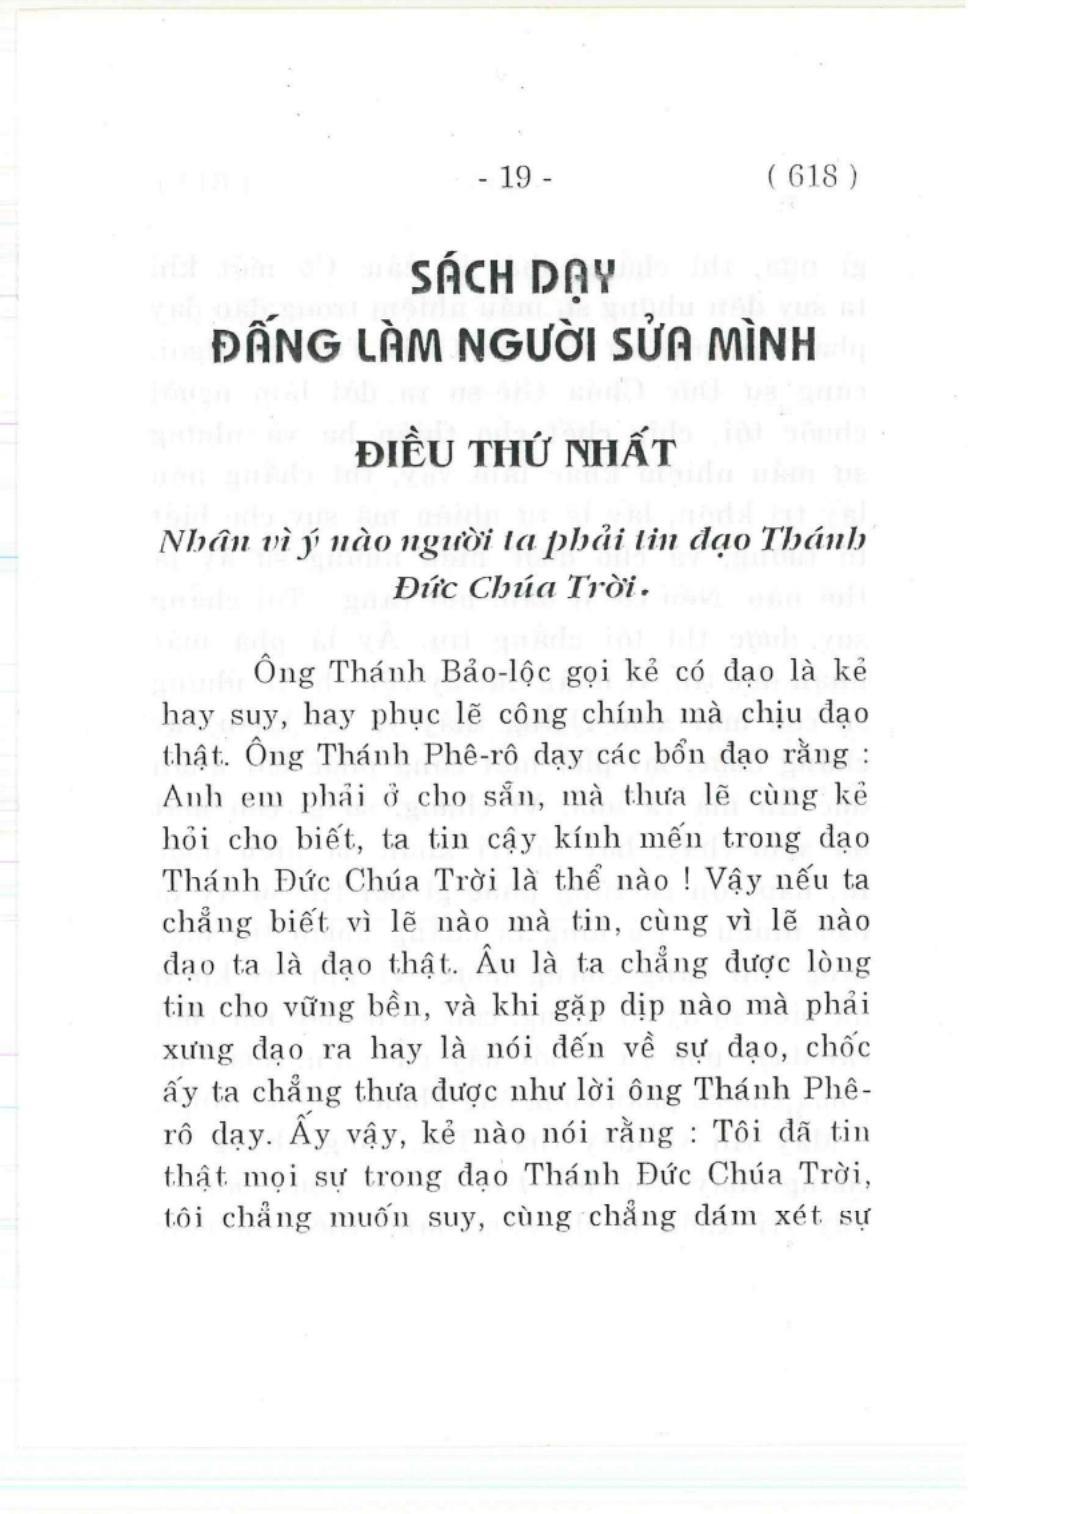 - 19 - ( 618 )
SÁCH DẠY
ĐẤNG LÀM NGƯỜI SỬA MÌNH
ĐIỀU THỨ NHẤT
Nhân vì ý nào người ta phải tin đạo Thánh
Đức Chúa Trời.
Ông Thánh Bảo-lộc gọi kẻ có đạo là kẻ
hay suy, hay phục lẽ công chính mà chịu đạo
thật. Ông Thánh Phê-rô dạy các bổn đạo rằng :
Anh em phải ở cho sẵn, mà thưa lẽ cùng kẻ
hỏi cho biết, ta tin cậy kính mến trong đạo
Thánh Đức Chúa Trời là thể nào ! Vậy nếu ta
chẳng biết vì lẽ nào mà tin, cùng vì lẽ nào
đạo ta là đạo thật. Âu là ta chẳng được lòng
tin cho vững bền, và khi gặp dịp nào mà phải
xưng đạo ra hay là nói đến về sự đạo, chốc
ấy ta chẳng thưa được như lời ông Thánh Phê-
rô dạy. Ấy vậy, kẻ nào nói rằng : Tôi đã tin
thật mọi sự trong đạo Thánh Đức Chúa Trời,
tôi chẳng muốn suy, cùng chẳng dám xét sự